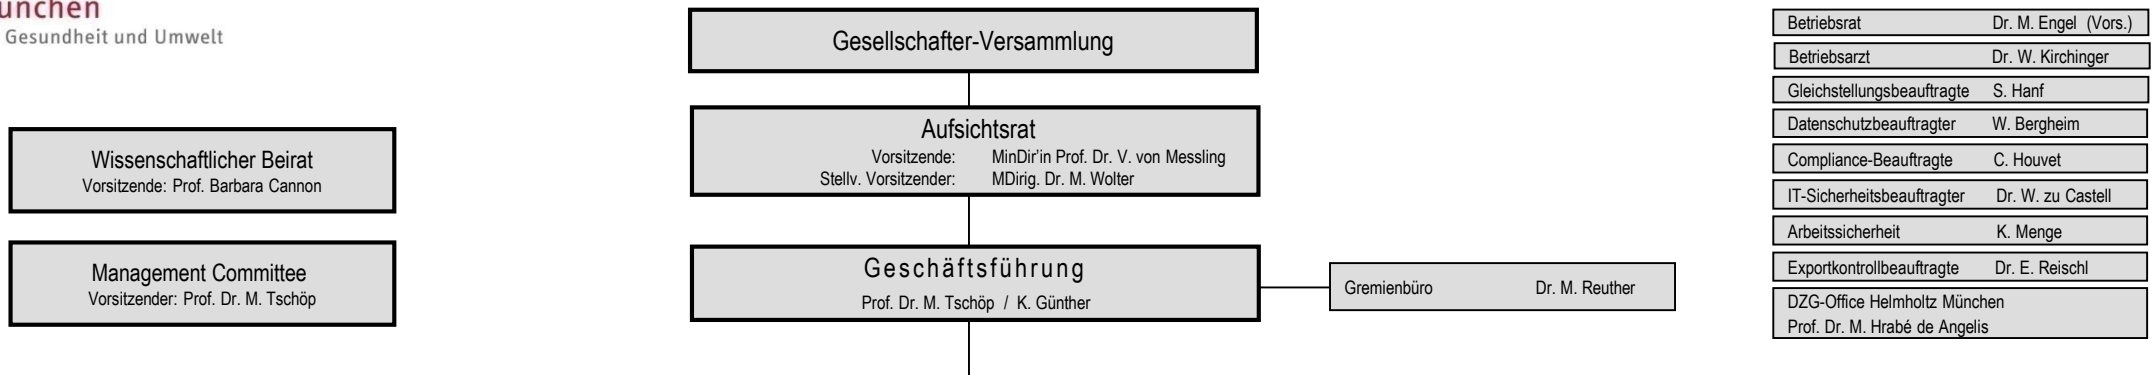 Gesundheit und Umwelt
Wissenschaftlicher Beirat
Vorsitzende: Prof. Barbara Cannon
Management Committee
Vorsitzender: Prof. Dr. M. Tschöp
Gesellschafter-Versammlung
Aufsichtsrat
Vorsitzende: MinDir’in Prof. Dr. V. von Messling
Stellv. Vorsitzender: MDirig. Dr. M. Wolter
Geschäftsführung
Prof. Dr. M. Tschöp / K. Günther
Gremienbüro Dr. M. Reuther
Betriebsrat Dr. M. Engel (Vors.)
Betriebsarzt Dr. W. Kirchinger
Gleichstellungsbeauftragte S. Hanf
Datenschutzbeauftragter W. Bergheim
Compliance-Beauftragte C. Houvet
IT-Sicherheitsbeauftragter Dr. W. zu Castell
Arbeitssicherheit K. Menge
Exportkontrollbeauftragte Dr. E. Reischl
DZG-Office Helmholtz München
Prof. Dr. M. Hrabé de Angelis